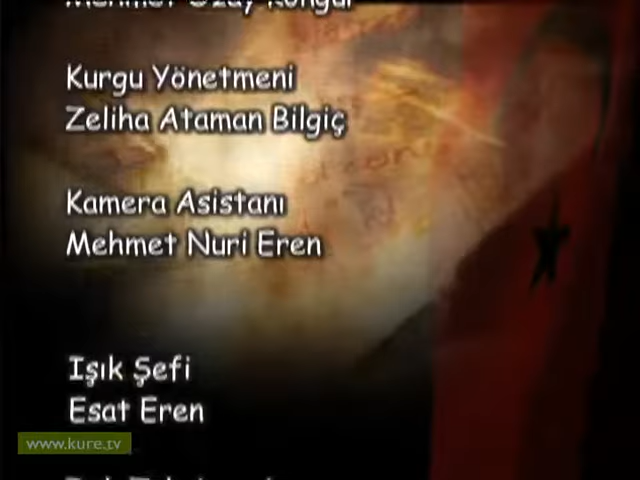 Kurgu Yönetmeni
Zeliha Ataman Bilgiç
Kamera Asistanı
Mehmet Nuri Eren
Işık Şefi
Esat Eren
www.kure.tv